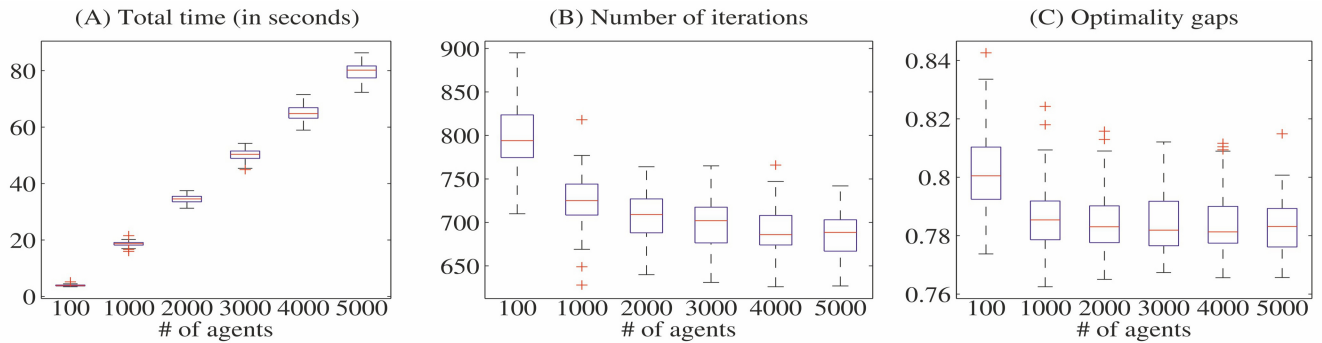 (A) Total time (in seconds)
80
60
40
20
0
100 1000 2000 3000 4000 5000
# of agents
(B) Number of iterations
900
850
800
750
700
650
100 1000 2000 3000 4000 5000
# of agents
(C) Optimality gaps
0.84
0.82
0.8
0.78
0.76
100 1000 2000 3000 4000 5000
# of agents